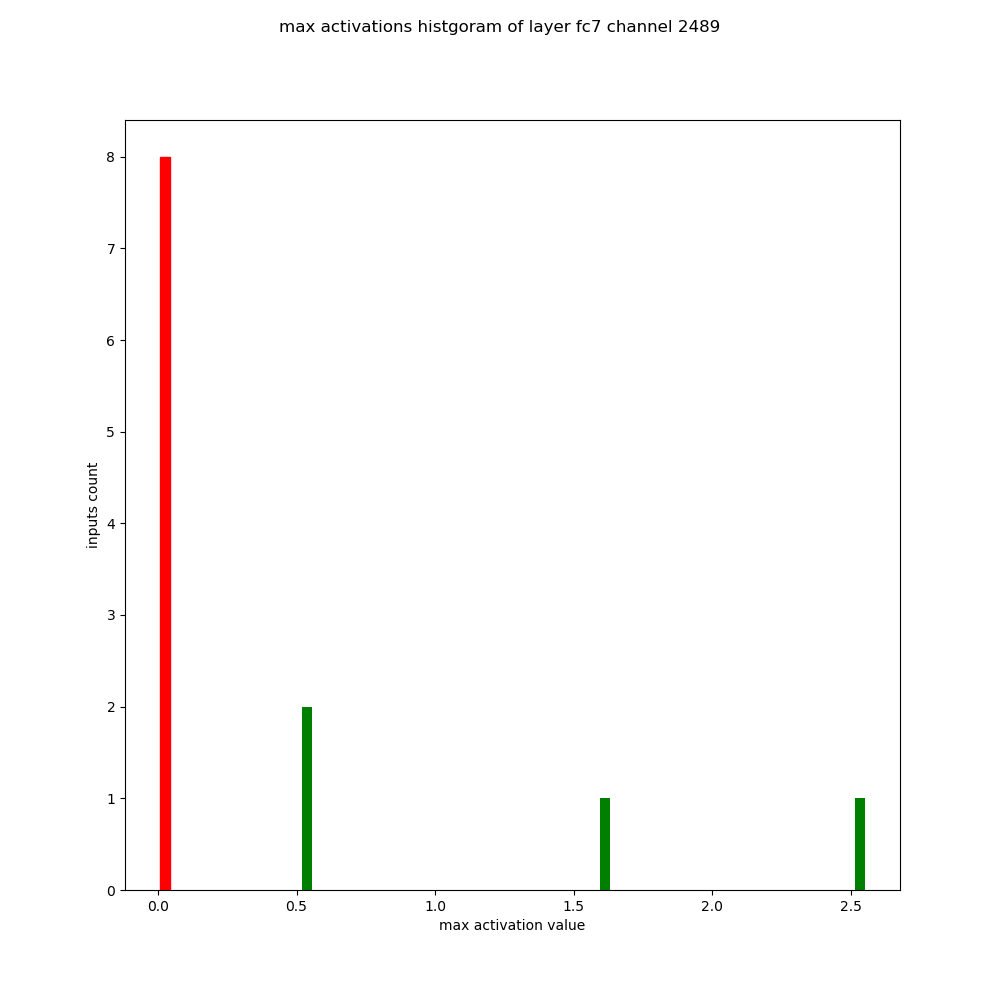 max activations histgoram of layer fc7 channel 2489
8
7
6
5
4
3
2
1
0
inputs count
0.0 0.5 1.0 1.5 2.0 2.5
max activation value